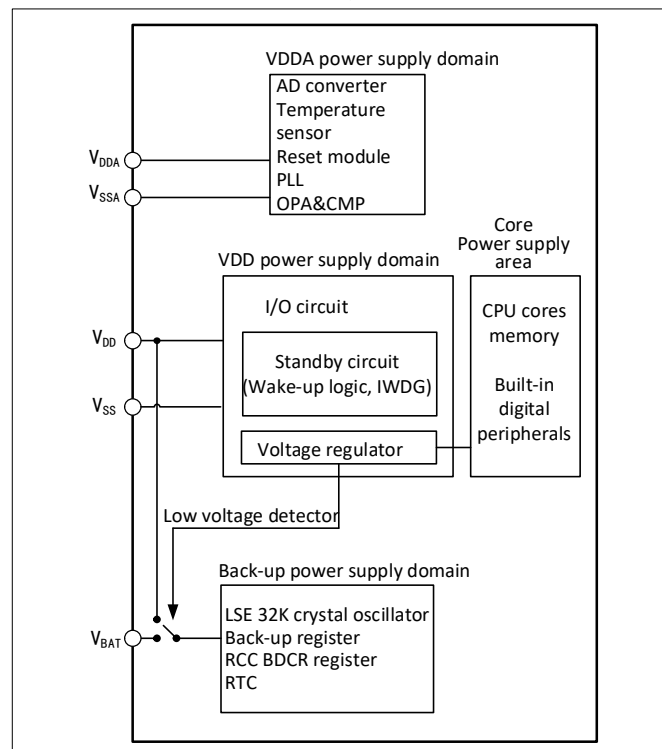 VDDA power supply domain
AD converter
Temperature
sensor
Reset module
PLL
OPA&CMP
VDDA
VSSA
Core
Power supply
area
VDD power supply domain
I/O circuit
CPU cores
memory
VDD
Standby circuit
(Wake-up logic, IWDG)
Built-in
digital
peripherals
VSS
Voltage regulator
Low voltage detector
Back-up power supply domain
LSE 32K crystal oscillator
Back-up register
RCC BDCR register
RTC
VBAT